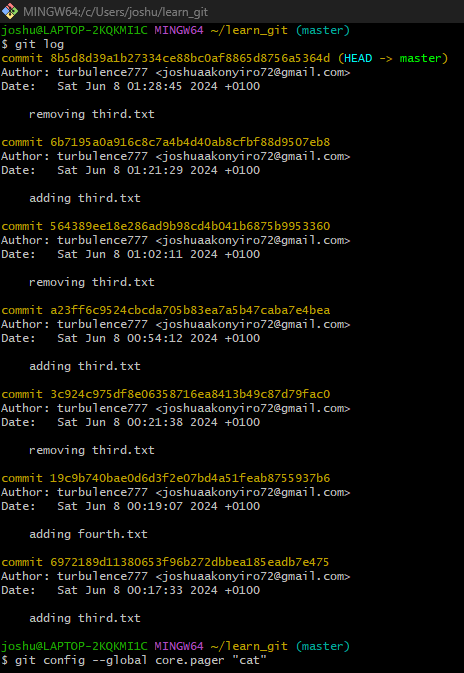 MINGW64:/c/Users/joshu/learn_git
joshu@LAPTOP-2KQKMI1C MINGW64 ~/learn_git (master)
$ git log
commit 8b5d8d39a1b27334ce88bc0af8865d8756a5364d (HEAD -> master)
Author: turbulence777 <joshuaakonyiro72@gmail.com>
Date:   Sat Jun 8 01:28:45 2024 +0100
    removing third.txt
commit 6b7195a0a916c8c7a4b4d40ab8cfbf88d9507eb8
Author: turbulence777 <joshuaakonyiro72@gmail.com>
Date:   Sat Jun 8 01:21:29 2024 +0100
    adding third.txt
commit 564389ee18e286ad9b98cd4b041b6875b9953360
Author: turbulence777 <joshuaakonyiro72@gmail.com>
Date:   Sat Jun 8 01:02:11 2024 +0100
    removing third.txt
commit a23ff6c9524cbcda705b83ea7a5b47caba7e4bea
Author: turbulence777 <joshuaakonyiro72@gmail.com>
Date:   Sat Jun 8 00:54:12 2024 +0100
    adding third.txt
commit 3c924c975df8e06358716ea8413b49c87d79fac0
Author: turbulence777 <joshuaakonyiro72@gmail.com>
Date:   Sat Jun 8 00:21:38 2024 +0100
    removing third.txt
commit 19c9b740bae0d6d3f2e07bd4a51feab8755937b6
Author: turbulence777 <joshuaakonyiro72@gmail.com>
Date:   Sat Jun 8 00:19:07 2024 +0100
    adding fourth.txt
commit 6972189d11380653f96b272dbbea185eadb7e475
Author: turbulence777 <joshuaakonyiro72@gmail.com>
Date:   Sat Jun 8 00:17:33 2024 +0100
    adding third.txt
joshu@LAPTOP-2KQKMI1C MINGW64 ~/learn_git (master)
$ git config --global core.pager "cat"